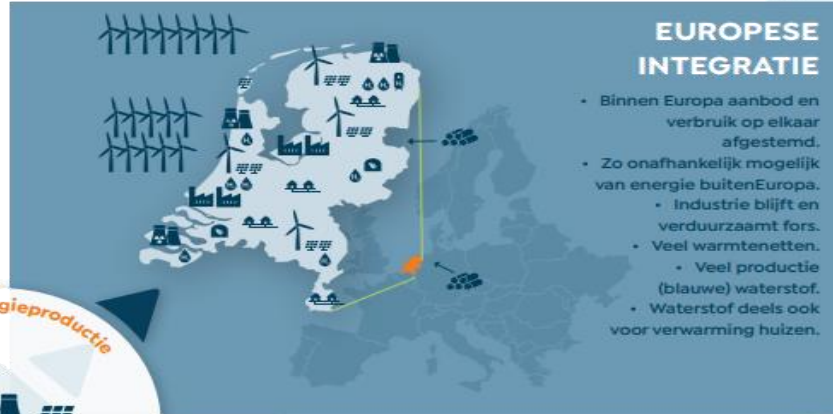 EUROPESE
INTEGRATIE
• Binnen Europa aanbod en
verbruik op elkaar
afgestemd.
• Zo onafhankelijk mogelijk
van energie buitenEuropa.
• Industrie blijft en
verduurzaamt fors.
• Veel warmtenetten.
• Veel productie
(blauwe) waterstof.
• Waterstof deels ook
voor verwarming huizen.
gieproductie